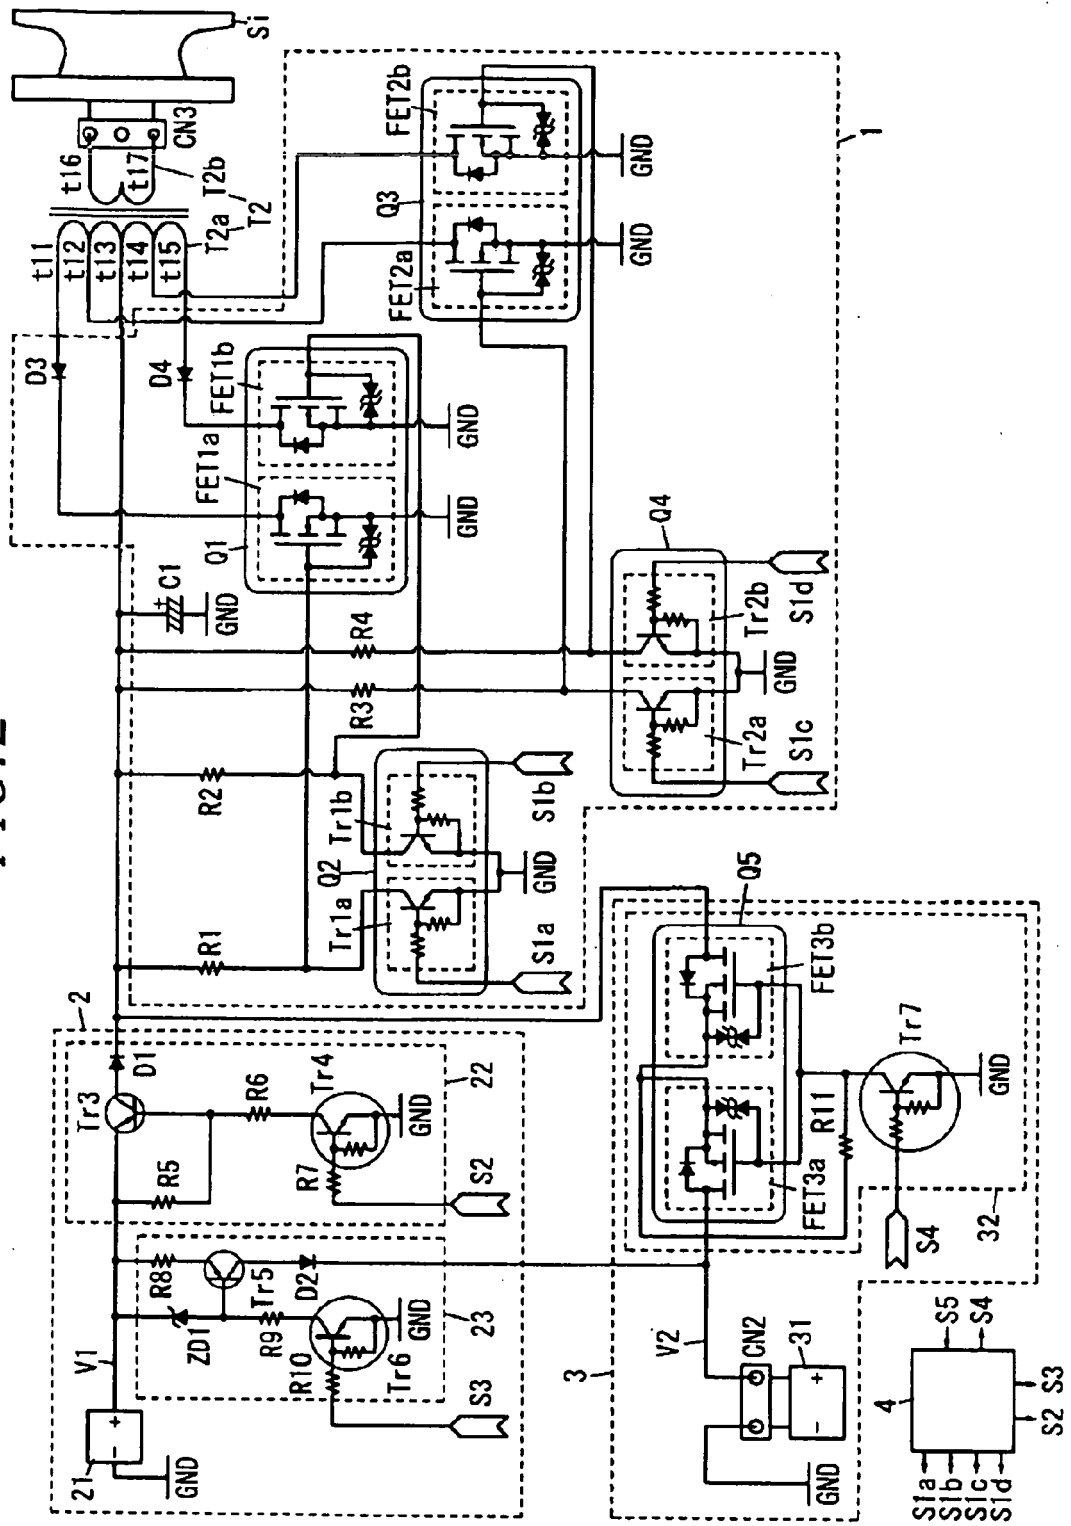 Si
CN3
t16
t17
T2b
T2
T2a
t11
t12
t13
t14
t15
FET2b
Q3
FET2a
GND
GND
1
D3
D4
FET1b
FET1a
Q1
GND
GND
C1
+
GND
R4
R3
Q4
Tr2b
Tr2a
S1d
S1c
GND
R2
R1
Tr1b
Q2
Tr1a
S1b
S1a
GND
2
D1
Tr3
R5
R6
Tr4
22
R7
GND
S2
V1
R8
ZD1
Tr5
D2
R9
R10
Tr6
GND
23
S3
21
- +
GND
Q5
FET3b
FET3a
Tr7
R11
GND
S4
32
3
V2
CN2
31
- +
GND
4
S5
S4
S3
S2
S1a
S1b
S1c
S1d